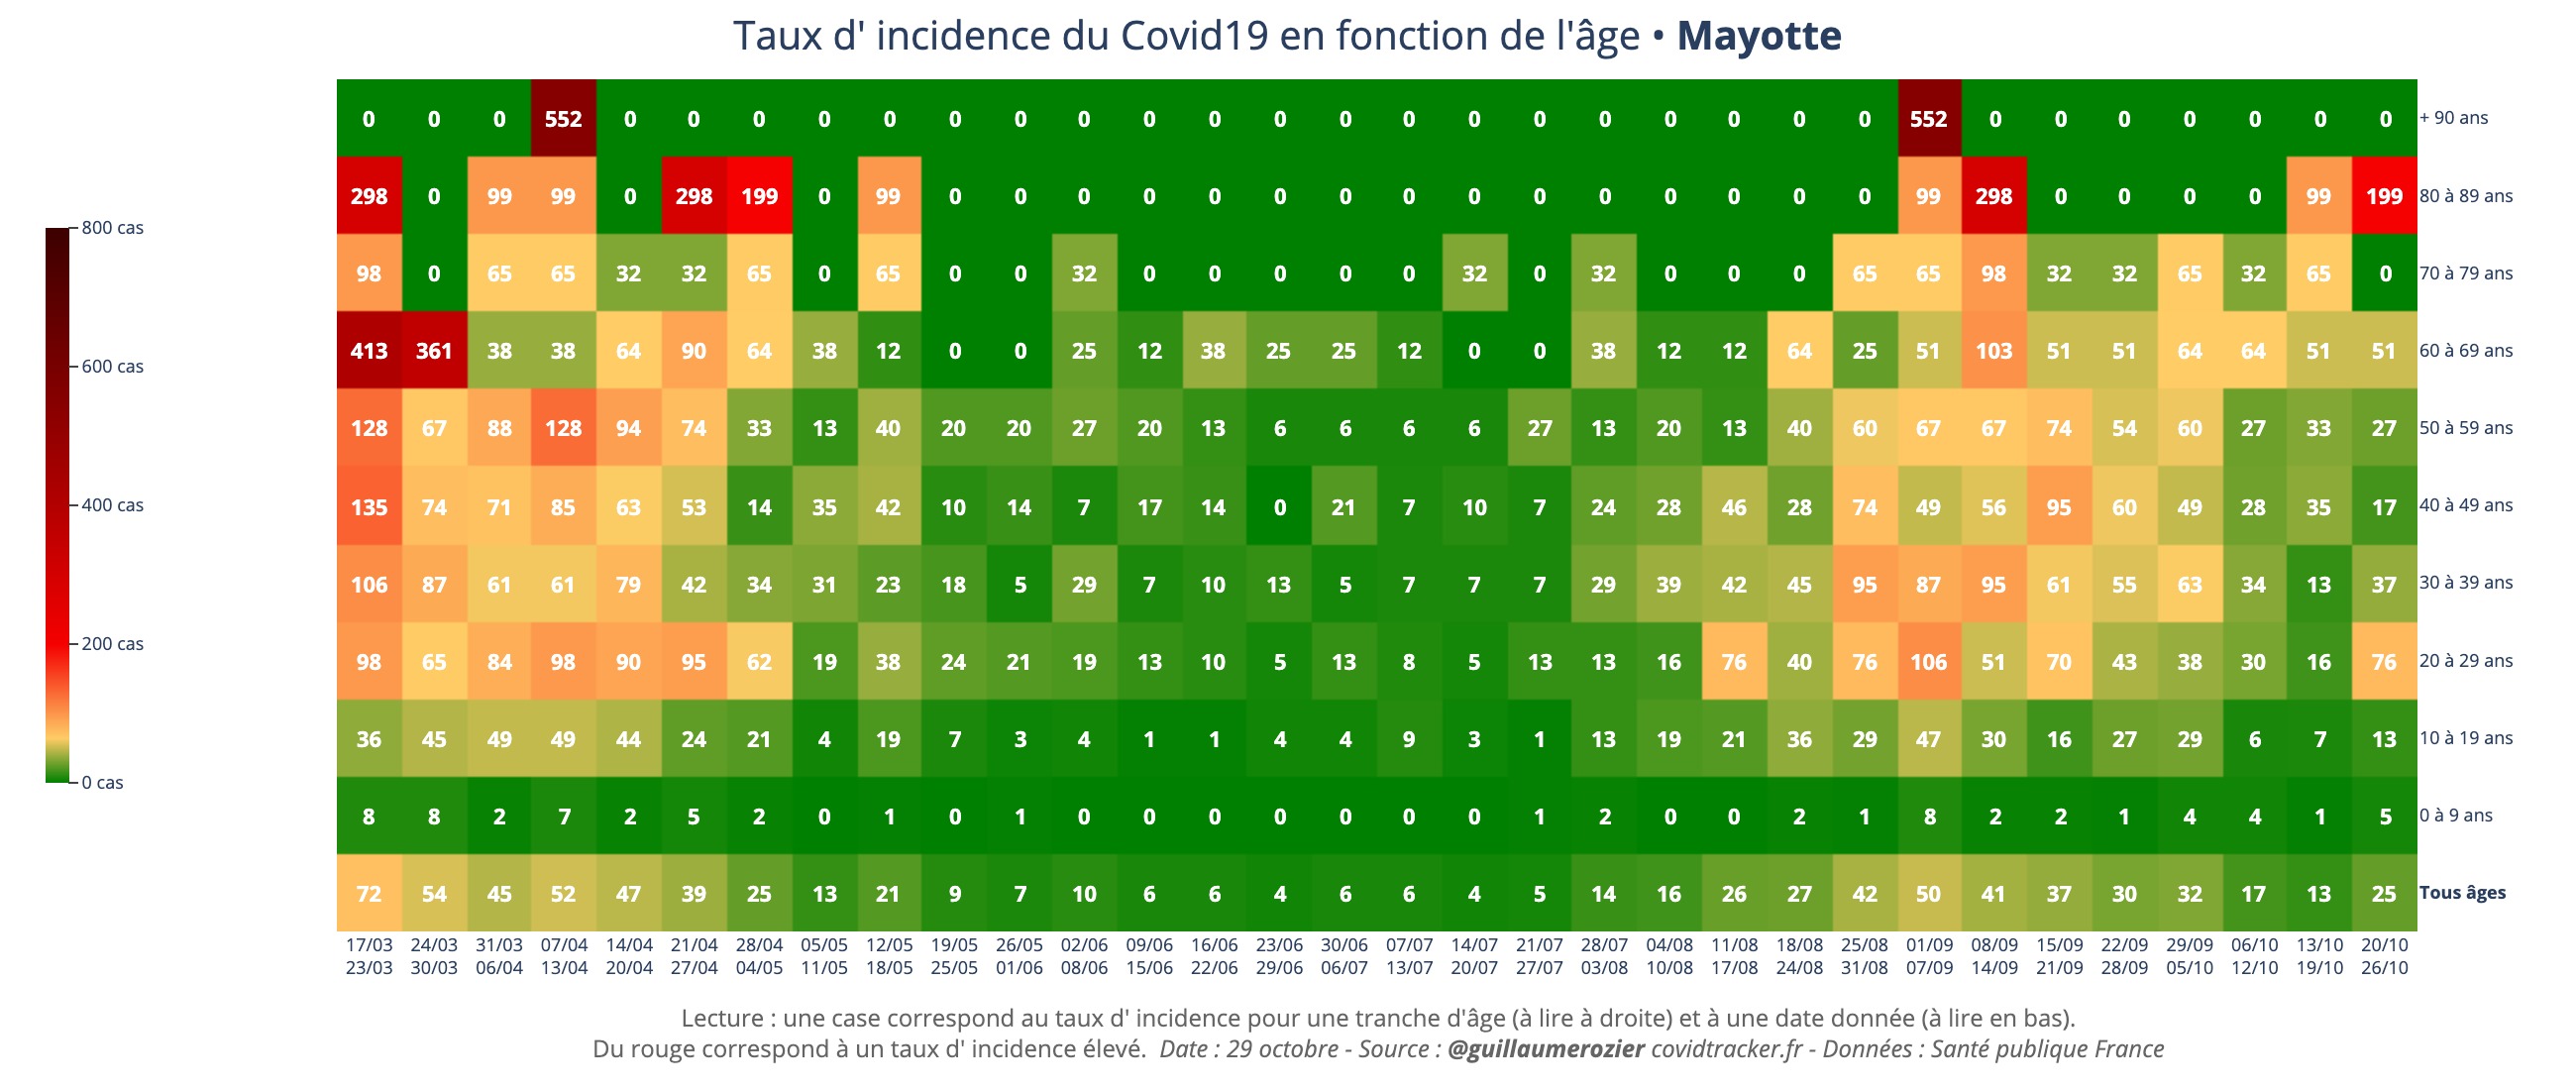 Taux d' incidence du Covid19 en fonction de l'âge • Mayotte
800 cas
600 cas
400 cas
200 cas
0 cas
0 0 0 552 0 0 0 0 0 0 0 0 0 0 0 0 0 0 0 0 0 0 0 0 552 0 0 0 0 0 0 0 + 90 ans
298 0 99 99 0 298 199 0 99 0 0 0 0 0 0 0 0 0 0 0 0 0 0 0 99 298 0 0 0 0 99 199 80 à 89 ans
98 0 65 65 32 32 65 0 65 0 0 32 0 0 0 0 0 32 0 32 0 0 0 65 65 98 32 32 65 32 65 0 70 à 79 ans
413 361 38 38 64 90 64 38 12 0 0 25 12 38 25 25 12 0 0 38 12 12 64 25 51 103 51 51 64 64 51 51 60 à 69 ans
128 67 88 128 94 74 33 13 40 20 20 27 20 13 6 6 6 6 27 13 20 13 40 60 67 67 74 54 60 27 33 27 50 à 59 ans
135 74 71 85 63 53 14 35 42 10 14 7 17 14 0 21 7 10 7 24 28 46 28 74 49 56 95 60 49 28 35 17 40 à 49 ans
106 87 61 61 79 42 34 31 23 18 5 29 7 10 13 5 7 7 7 29 39 42 45 95 87 95 61 55 63 34 13 37 30 à 39 ans
98 65 84 98 90 95 62 19 38 24 21 19 13 10 5 13 8 5 13 13 16 76 40 76 106 51 70 43 38 30 16 76 20 à 29 ans
36 45 49 49 44 24 21 4 19 7 3 4 1 1 4 4 9 3 1 13 19 21 36 29 47 30 16 27 29 6 7 13 10 à 19 ans
8 8 2 7 2 5 2 0 1 0 1 0 0 0 0 0 0 0 1 2 0 0 2 1 8 2 2 1 4 4 1 5 0 à 9 ans
72 54 45 52 47 39 25 13 21 9 7 10 6 6 4 6 6 4 5 14 16 26 27 42 50 41 37 30 32 17 13 25 Tous âges
17/03 24/03 31/03 07/04 14/04 21/04 28/04 05/05 12/05 19/05 26/05 02/06 09/06 16/06 23/06 30/06 07/07 14/07 21/07 28/07 04/08 11/08 18/08 25/08 01/09 08/09 15/09 22/09 29/09 06/10 13/10 20/10
23/03 30/03 06/04 13/04 20/04 27/04 04/05 11/05 18/05 25/05 01/06 08/06 15/06 22/06 29/06 06/07 13/07 20/07 27/07 03/08 10/08 17/08 24/08 31/08 07/09 14/09 21/09 28/09 05/10 12/10 19/10 26/10
Lecture : une case correspond au taux d' incidence pour une tranche d'âge (à lire à droite) et à une date donnée (à lire en bas).
Du rouge correspond à un taux d' incidence élevé. Date : 29 octobre - Source : @guillaumerozier covidtracker.fr - Données : Santé publique France